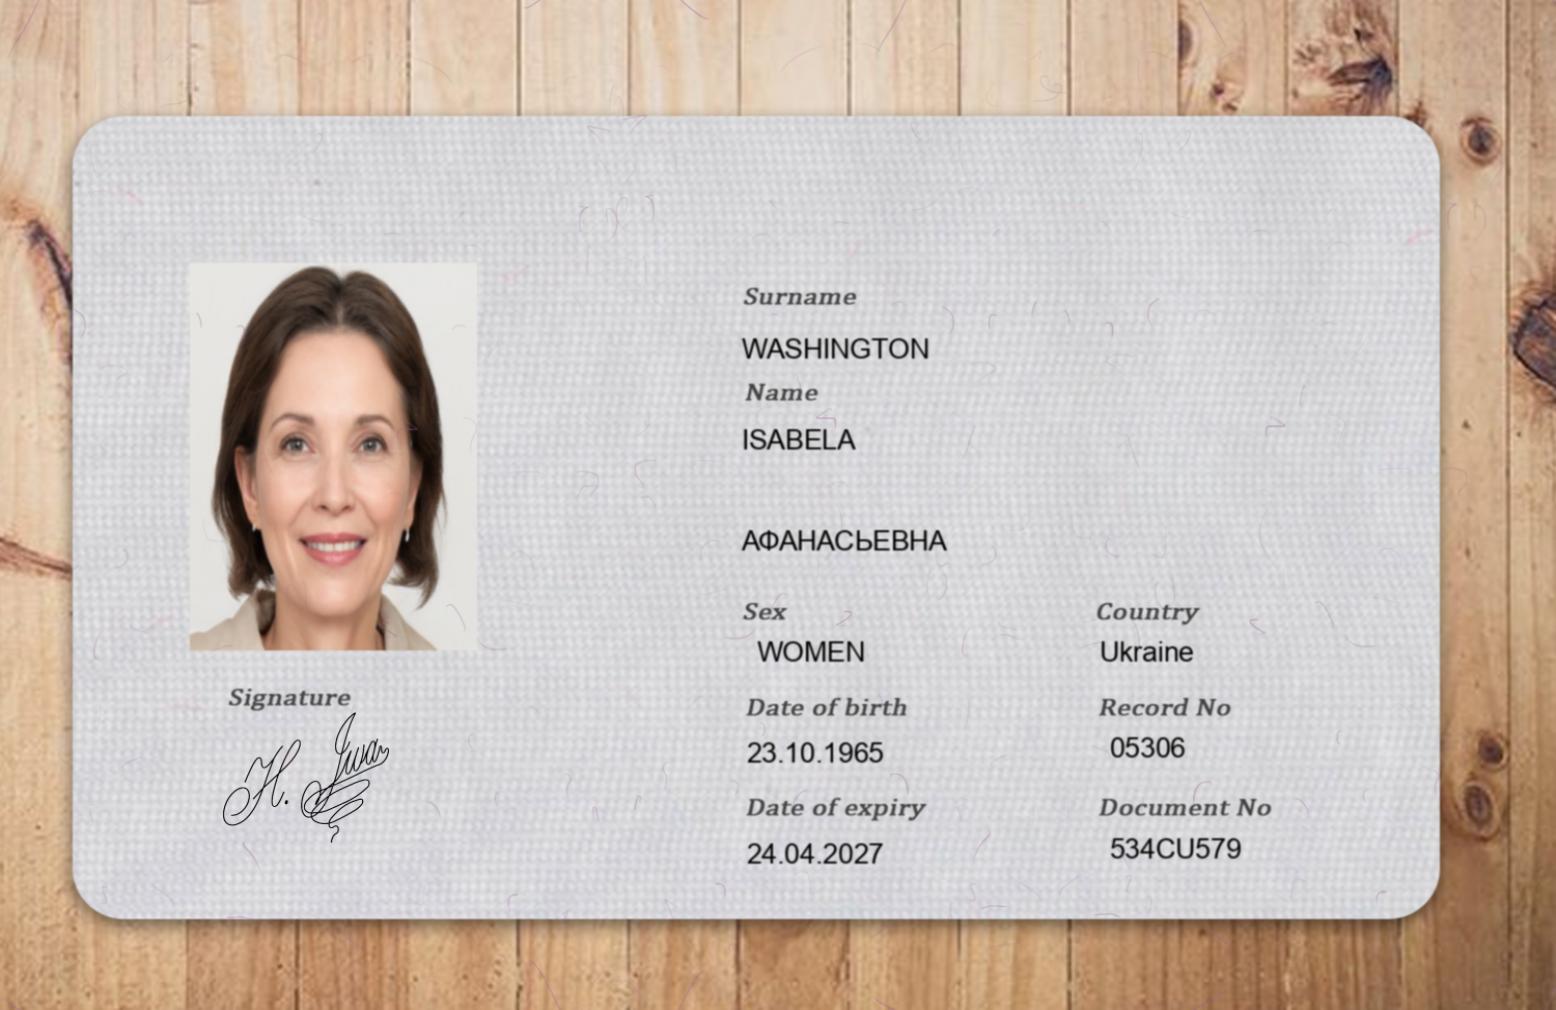 Surname
WASHINGTON
Name
ISABELA
АФАНАСЬЕВНА
Sex
Country
WOMEN
Ukraine
Date of birth
Record No
23.10.1965
05306
Date of expiry
Document No
24.04.2027
534CU579
Signature